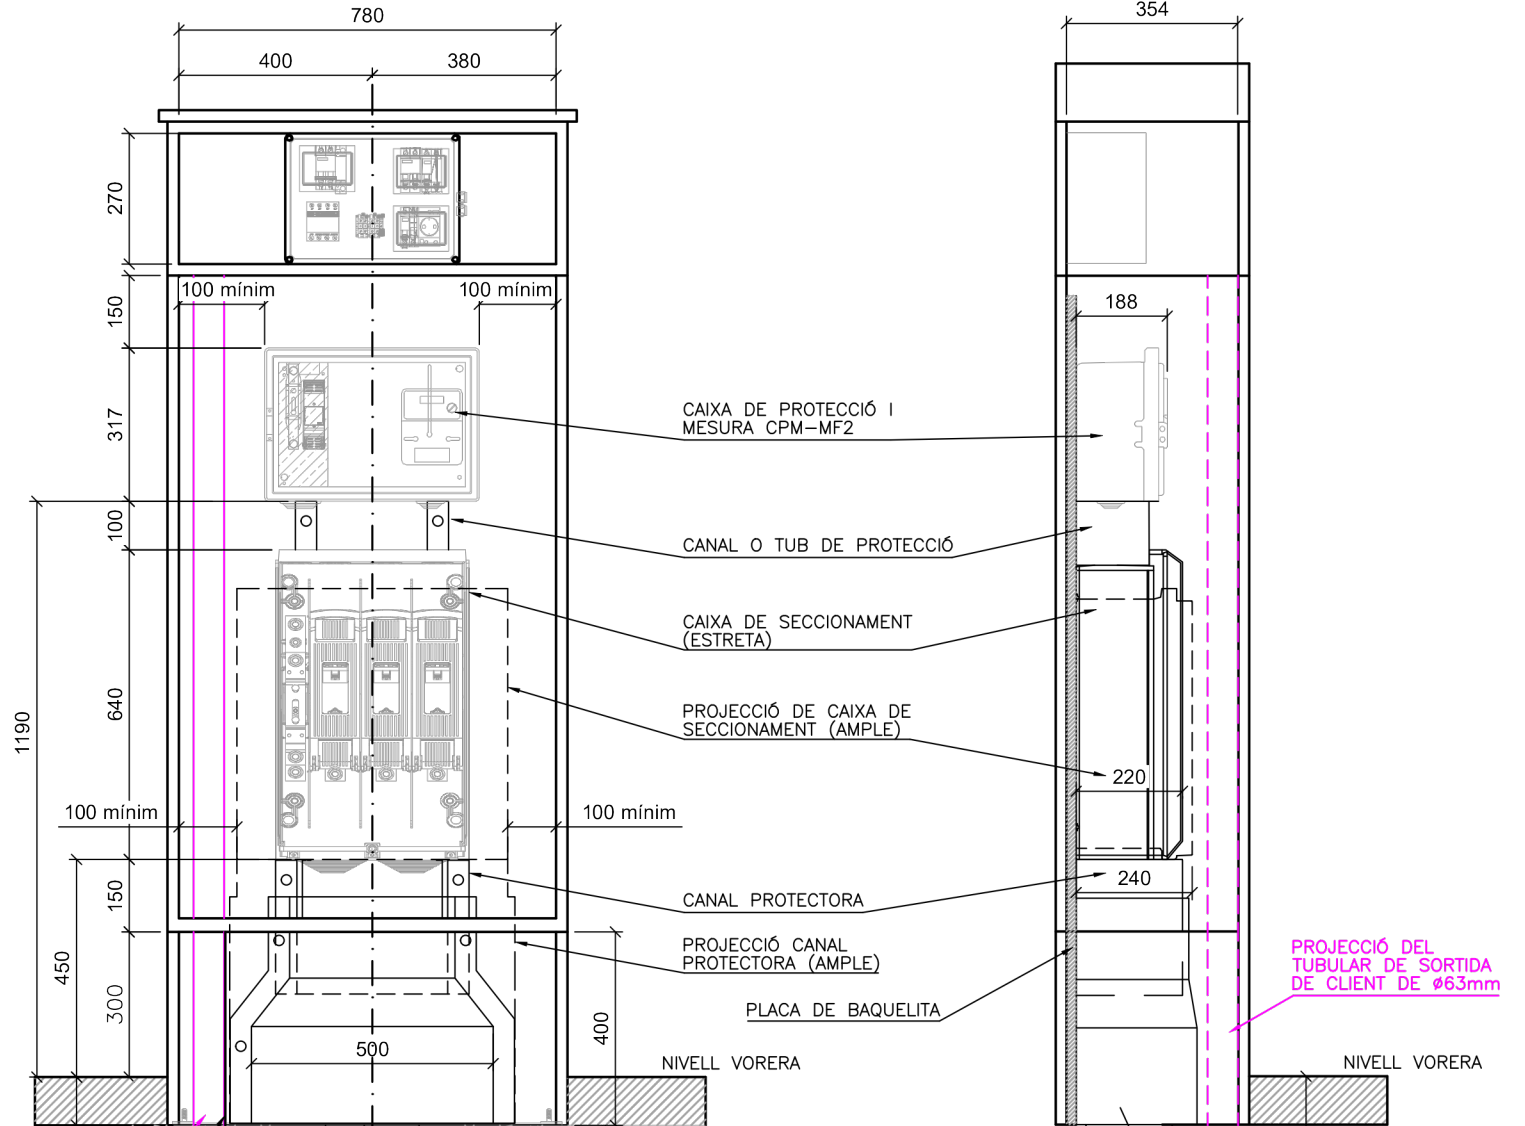 780
354
400
380
270
150
100 mínim
100 mínim
188
317
CAIXA DE PROTECCIÓ I
MESURA CPM-MF2
100
CANAL O TUB DE PROTECCIÓ
CAIXA DE SECCIONAMENT
(ESTRETA)
640
1190
PROJECCIÓ DE CAIXA DE
SECCIONAMENT (AMPLE)
220
100 mínim
100 mínim
150
240
CANAL PROTECTORA
450
300
PROJECCIÓ CANAL
PROTECTORA (AMPLE)
PROJECCIÓ DEL
TUBULAR DE SORTIDA
DE CLIENT DE Ø63mm
PLACA DE BAQUELITA
400
500
NIVELL VORERA
NIVELL VORERA